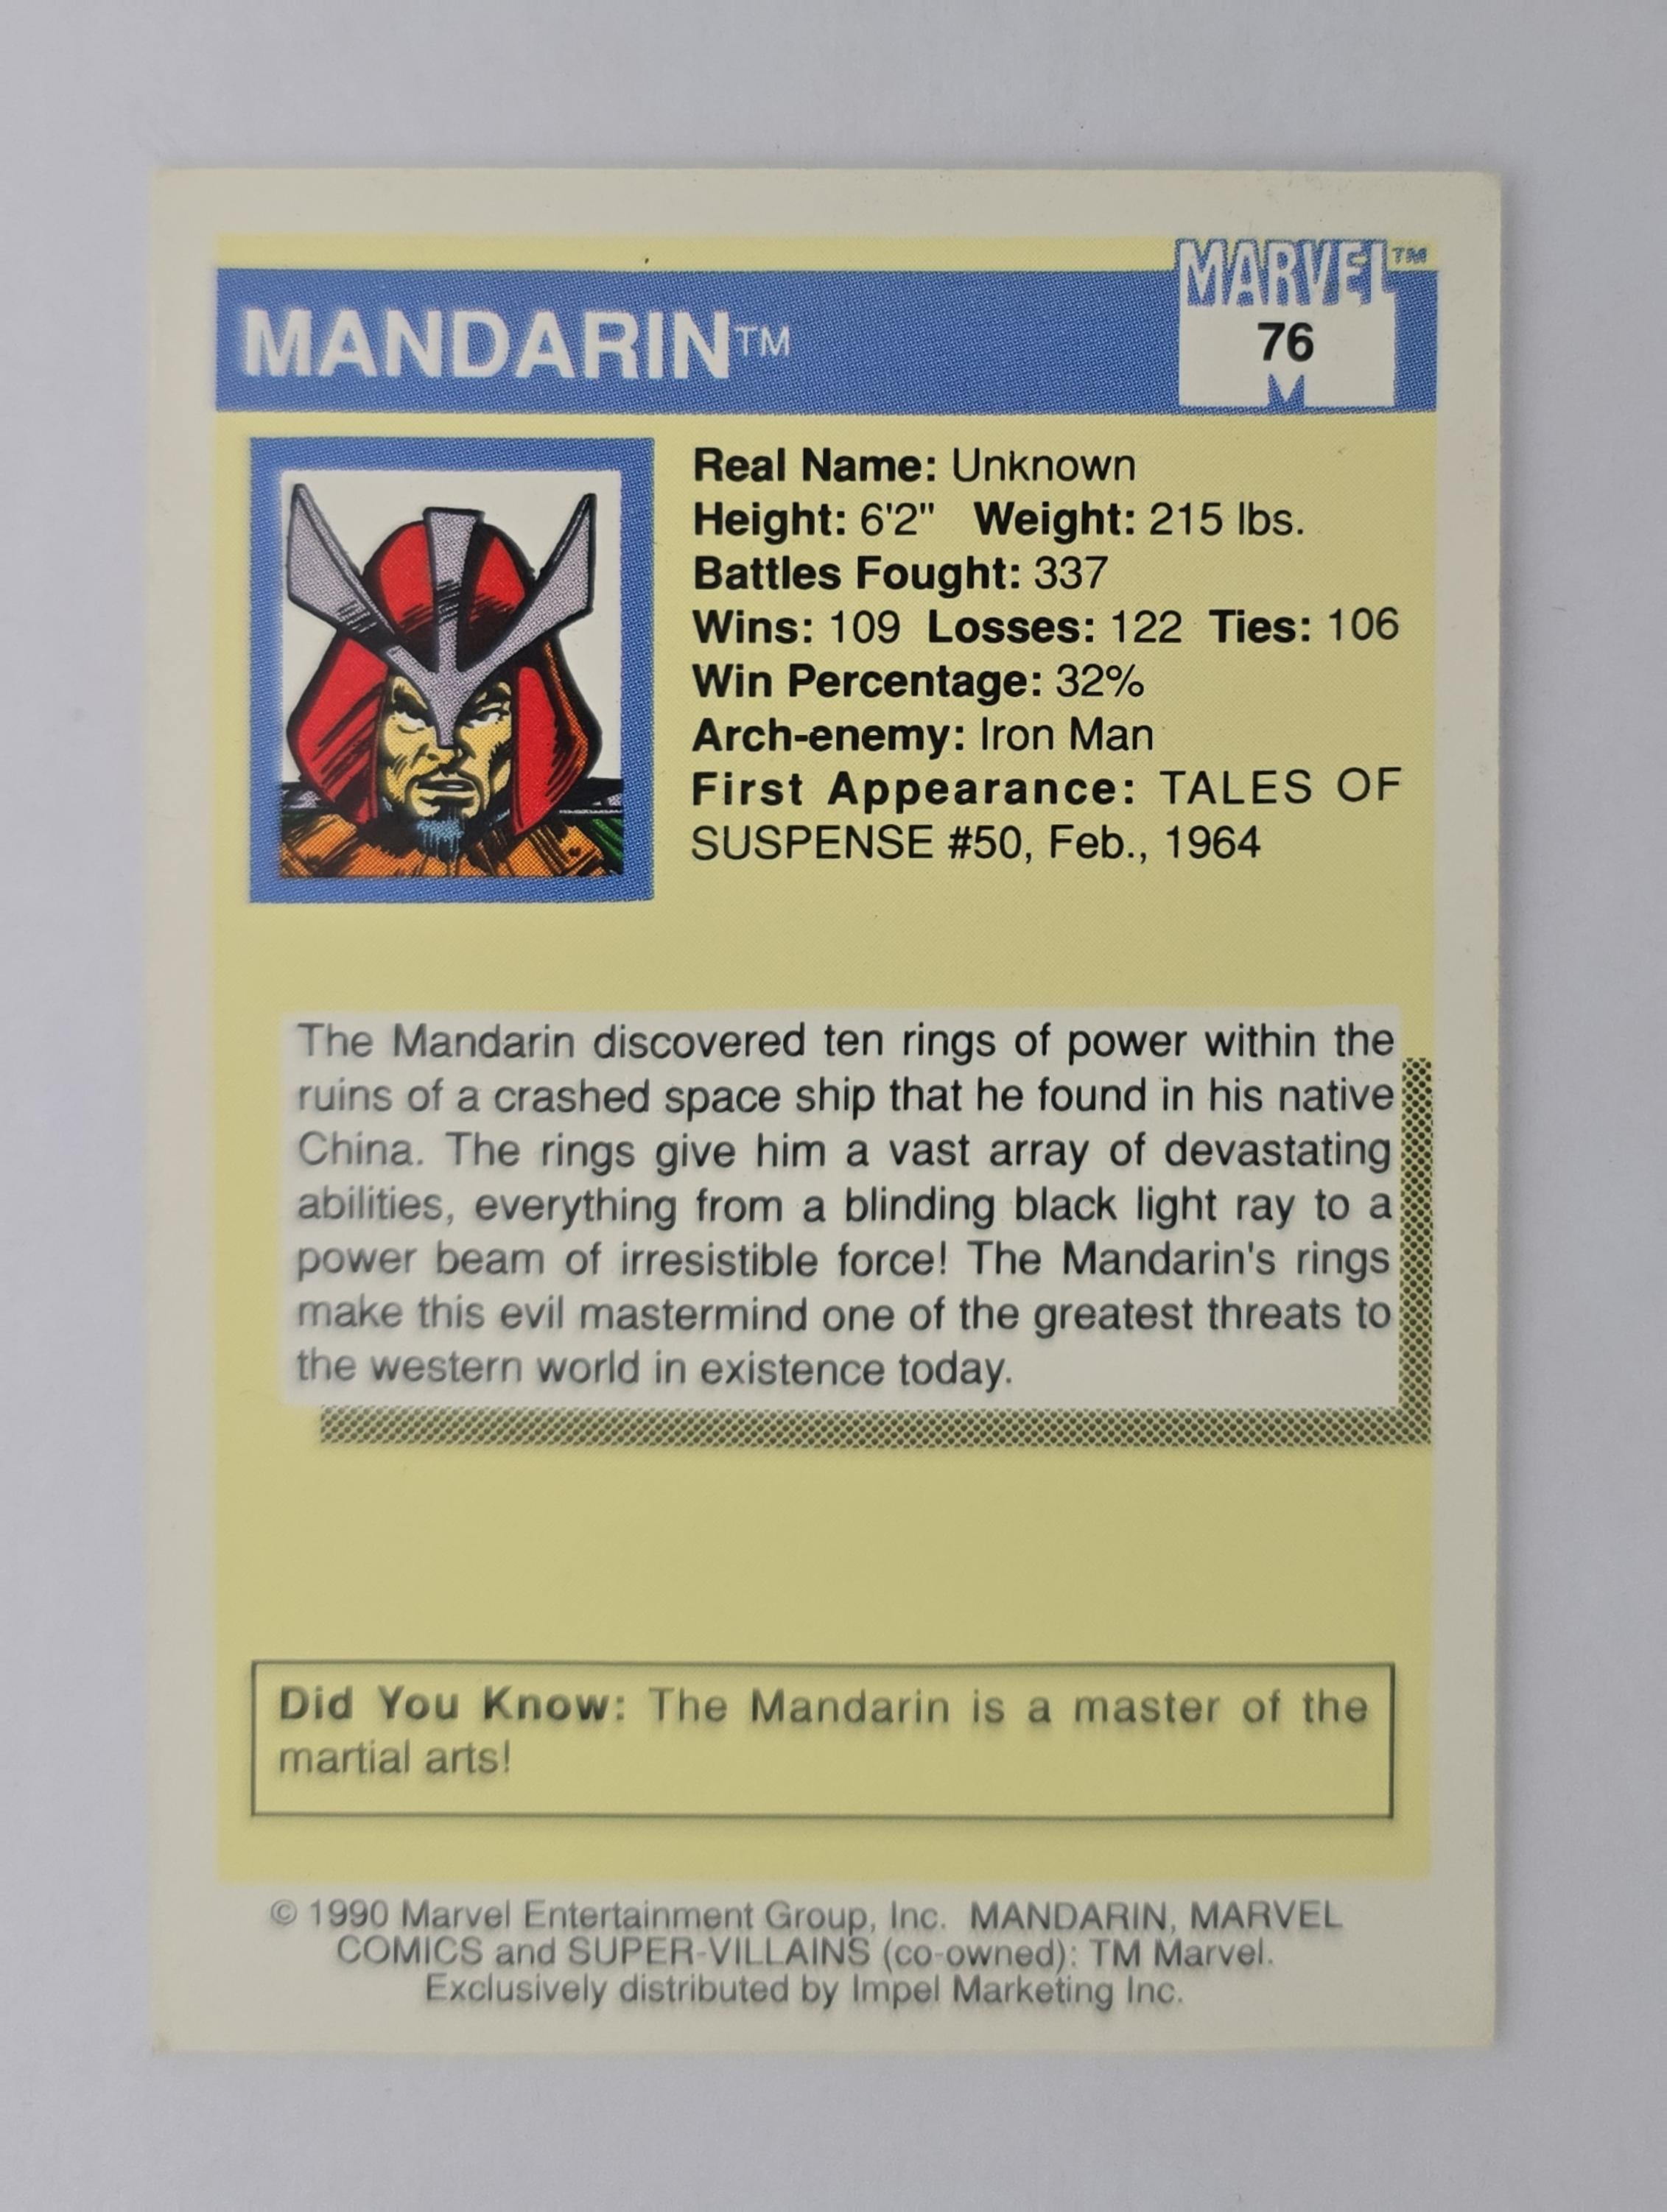 MARVEL™
MANDARIN™
76
Real Name: Unknown
Height: 6'2" Weight: 215 lbs.
Battles Fought: 337
Wins: 109 Losses: 122 Ties: 106
Win Percentage: 32%
Arch-enemy: Iron Man
First Appearance: TALES OF
SUSPENSE #50, Feb., 1964
The Mandarin discovered ten rings of power within the
ruins of a crashed space ship that he found in his native
China. The rings give him a vast array of devastating
abilities, everything from a blinding black light ray to a
power beam of irresistible force! The Mandarin's rings
make this evil mastermind one of the greatest threats to
the western world in existence today.
Did You Know: The Mandarin is a master of the
martial arts!
© 1990 Marvel Entertainment Group, Inc. MANDARIN, MARVEL
COMICS and SUPER-VILLAINS (co-owned): TM Marvel.
Exclusively distributed by Impel Marketing Inc.